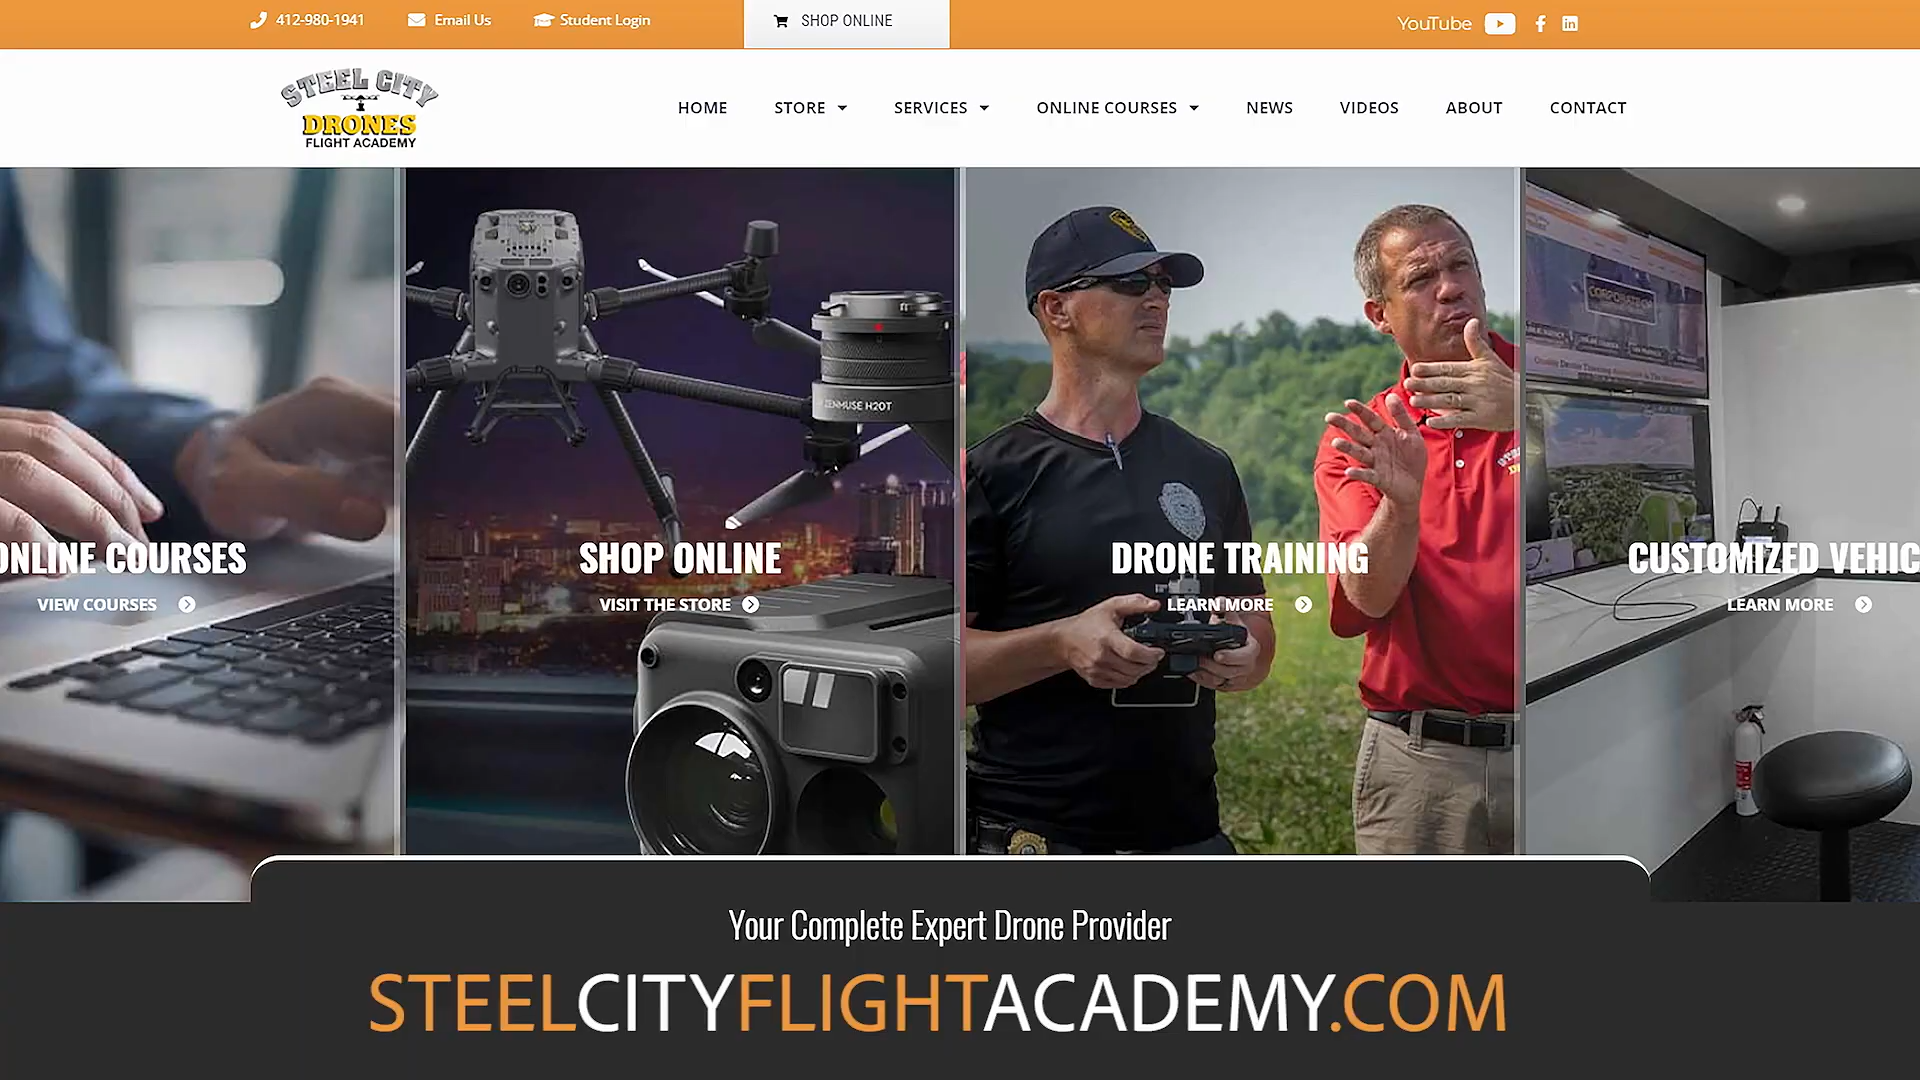 412-980-1941
Email Us
Student Login
SHOP ONLINE
YouTube
STEEL CITY
DRONES
FLIGHT ACADEMY
HOME
STORE
SERVICES
ONLINE COURSES
NEWS
VIDEOS
ABOUT
CONTACT
ZENMUSE H20T
ONLINE COURSES
VIEW COURSES
SHOP ONLINE
VISIT THE STORE
DRONE TRAINING
LEARN MORE
CUSTOMIZED VEHIC
LEARN MORE
Your Complete Expert Drone Provider
STEELCITYFLIGHTACADEMY.COM